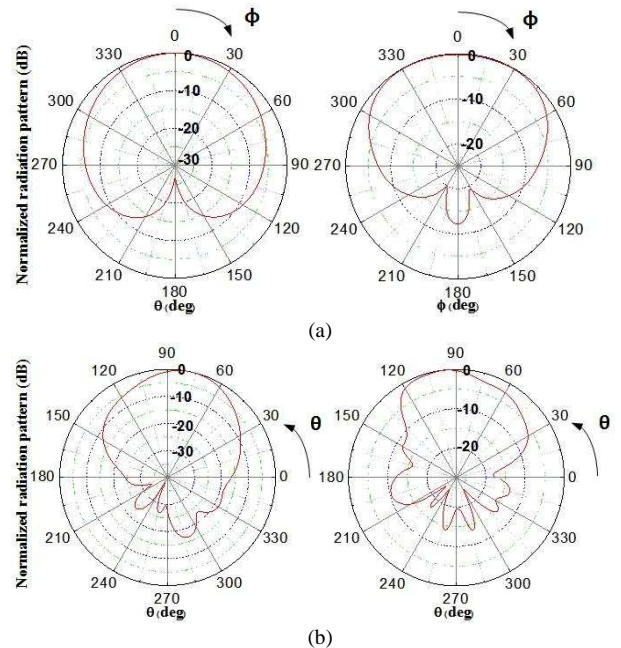 ϕ ϕ
0 0
330 30 330 30
300 60 300 60
270 90 270 90
240 120 240 120
210 150 210 150
180 180
0 -10 -20 -30
0 -10 -20
Normalized radiation pattern (dB)
θ (deg) ϕ (deg)
(a)
90 90
120 60 120 60
150 30 150 30
θ θ
180 0 180 0
210 210
240 300 240 300
270 270
0 -10 -20 -30
0 -10 -20
Normalized radiation pattern (dB)
θ (deg) θ (deg)
(b)